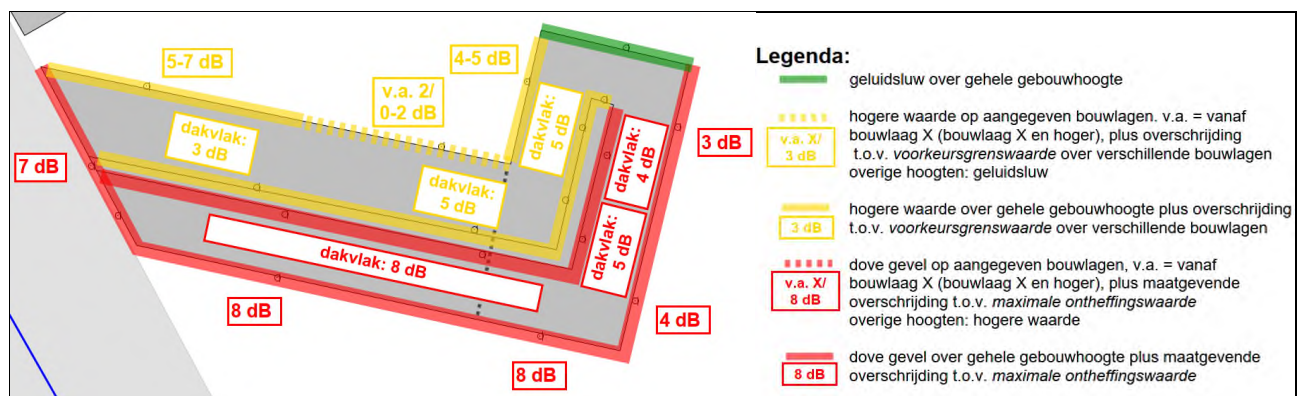 5-7 dB
4-5 dB
v.a. 2/
0-2 dB
dakvlak:
3 dB
dakvlak:
5 dB
dakvlak:
5 dB
dakvlak:
4 dB
dakvlak:
5 dB
3 dB
7 dB
dakvlak: 8 dB
8 dB
4 dB
8 dB
Legenda:
geluidsluw over gehele gebouwhoogte
v.a. X/
3 dB
hogere waarde op aangegeven bouwlagen. v.a. = vanaf
bouwlaag X (bouwlaag X en hoger), plus overschrijding
t.o.v. voorkeursgrenswaarde over verschillende bouwlagen
overige hoogten: geluidsluw
3 dB
hogere waarde over gehele gebouwhoogte plus overschrijding
t.o.v. voorkeursgrenswaarde over verschillende bouwlagen
v.a. X/
8 dB
dove gevel op aangegeven bouwlagen, v.a. = vanaf
bouwlaag X (bouwlaag X en hoger), plus maatgevende
overschrijding t.o.v. maximale ontheffingswaarde
overige hoogten: hogere waarde
8 dB
dove gevel over gehele gebouwhoogte plus maatgevende
overschrijding t.o.v. maximale ontheffingswaarde